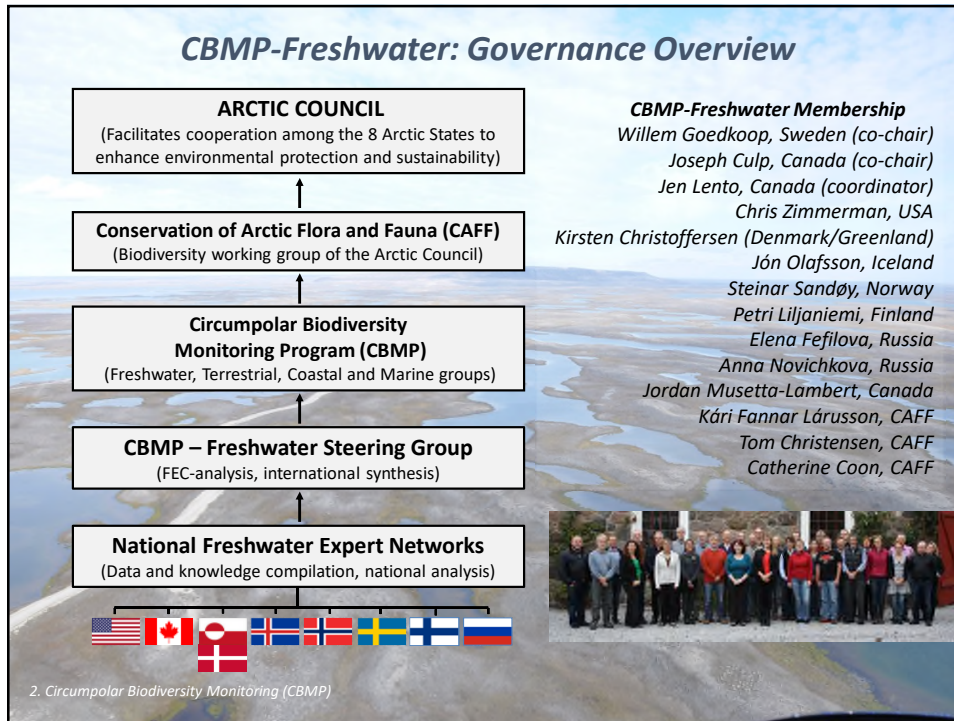 CBMP-Freshwater: Governance Overview
ARCTIC COUNCIL
(Facilitates cooperation among the 8 Arctic States to
enhance environmental protection and sustainability)
Conservation of Arctic Flora and Fauna (CAFF)
(Biodiversity working group of the Arctic Council)
Circumpolar Biodiversity
Monitoring Program (CBMP)
(Freshwater, Terrestrial, Coastal and Marine groups)
CBMP – Freshwater Steering Group
(FEC-analysis, international synthesis)
National Freshwater Expert Networks
(Data and knowledge compilation, national analysis)
CBMP-Freshwater Membership
Willem Goedkoop, Sweden (co-chair)
Joseph Culp, Canada (co-chair)
Jen Lento, Canada (coordinator)
Chris Zimmerman, USA
Kirsten Christoffersen (Denmark/Greenland)
Jón Olafsson, Iceland
Steinar Sandøy, Norway
Petri Liljaniemi, Finland
Elena Fefilova, Russia
Anna Novichkova, Russia
Jordan Musetta-Lambert, Canada
Kári Fannar Lárusson, CAFF
Tom Christensen, CAFF
Catherine Coon, CAFF
2. Circumpolar Biodiversity Monitoring (CBMP)